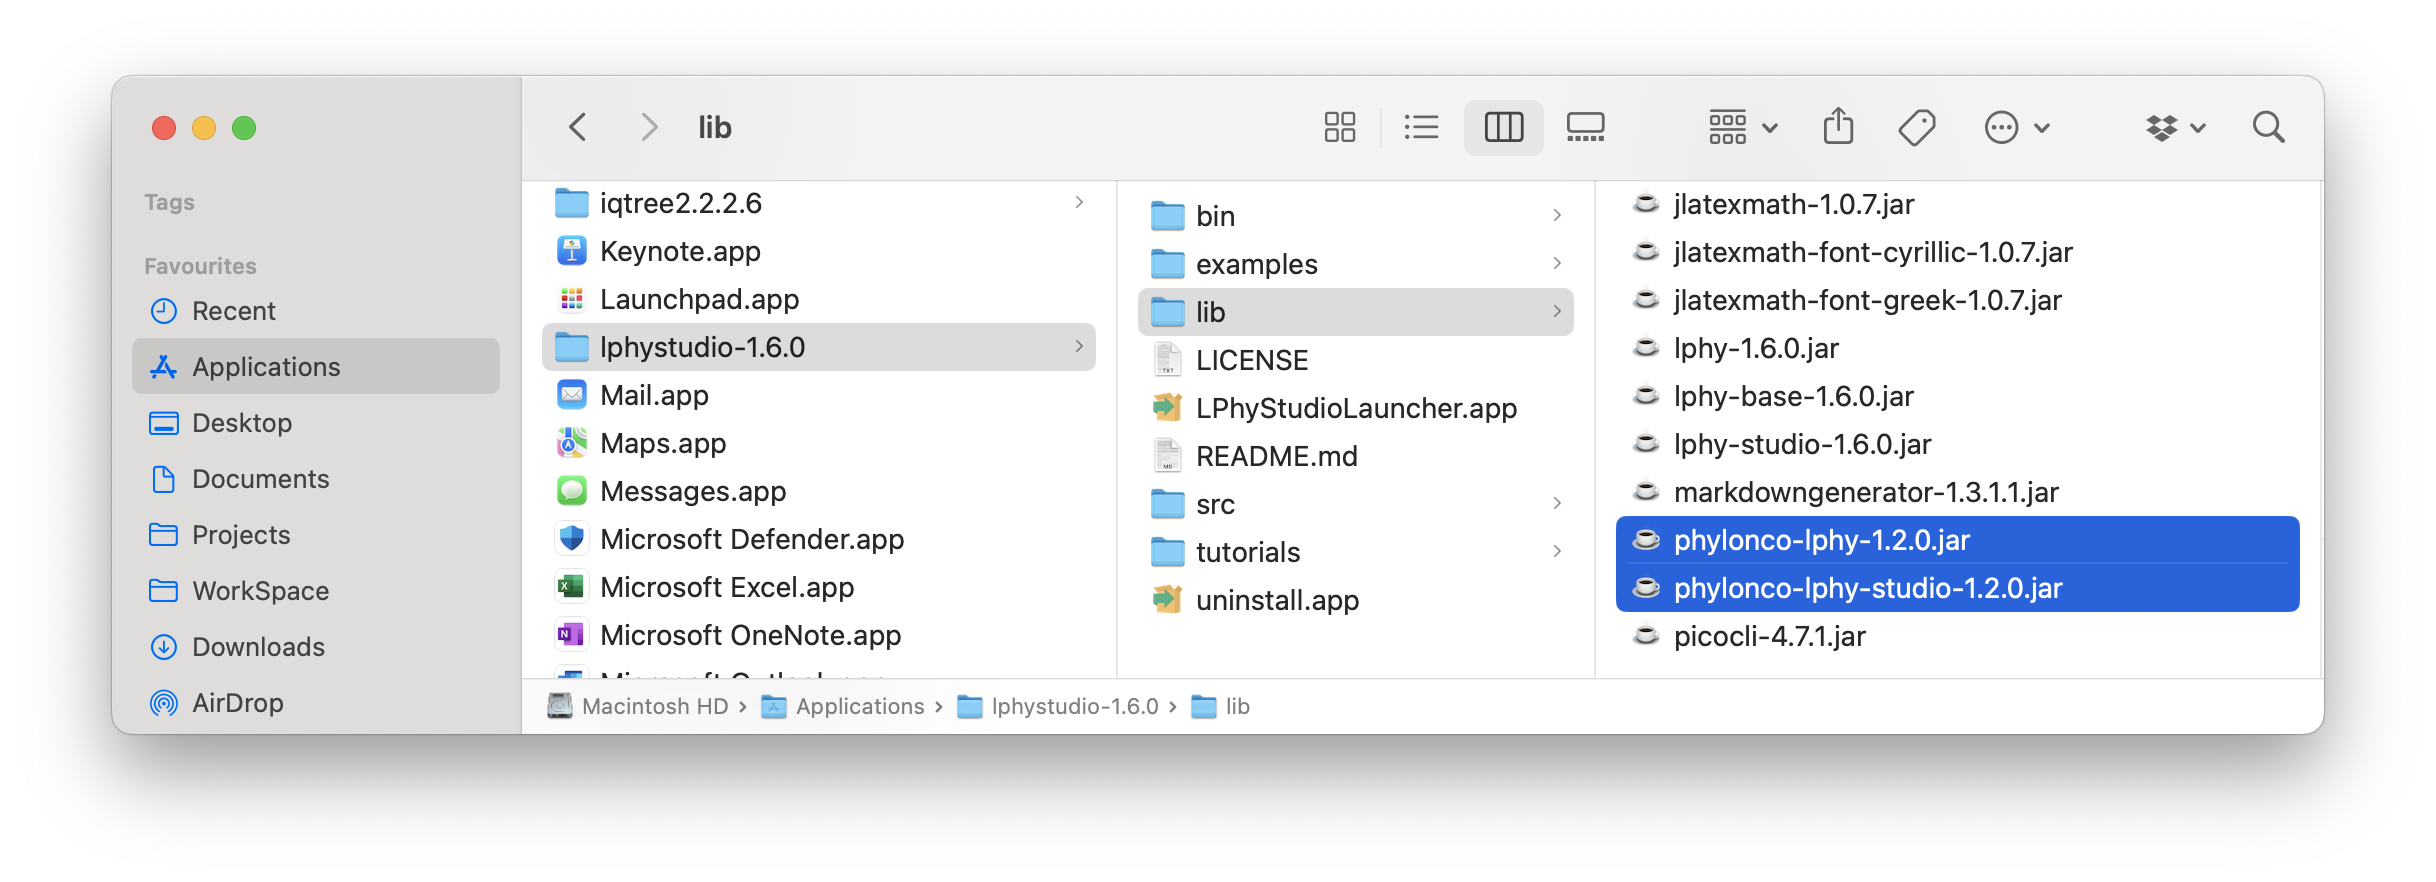 lib
Tags
Favourites
Recent
Applications
Desktop
Documents
Projects
WorkSpace
Downloads
AirDrop
iqtree2.2.2.6
Keynote.app
Launchpad.app
lphystudio-1.6.0
Mail.app
Maps.app
Messages.app
Microsoft Defender.app
Microsoft Excel.app
Microsoft OneNote.app
Microsoft Outlook.app
bin
examples
lib
LICENSE
LPhyStudioLauncher.app
README.md
src
tutorials
uninstall.app
jlatexmath-1.0.7.jar
jlatexmath-font-cyrillic-1.0.7.jar
jlatexmath-font-greek-1.0.7.jar
lphy-1.6.0.jar
lphy-base-1.6.0.jar
lphy-studio-1.6.0.jar
markdowngenerator-1.3.1.1.jar
phylonco-lphy-1.2.0.jar
phylonco-lphy-studio-1.2.0.jar
picocli-4.7.1.jar
Macintosh HD › Applications › lphystudio-1.6.0 › lib